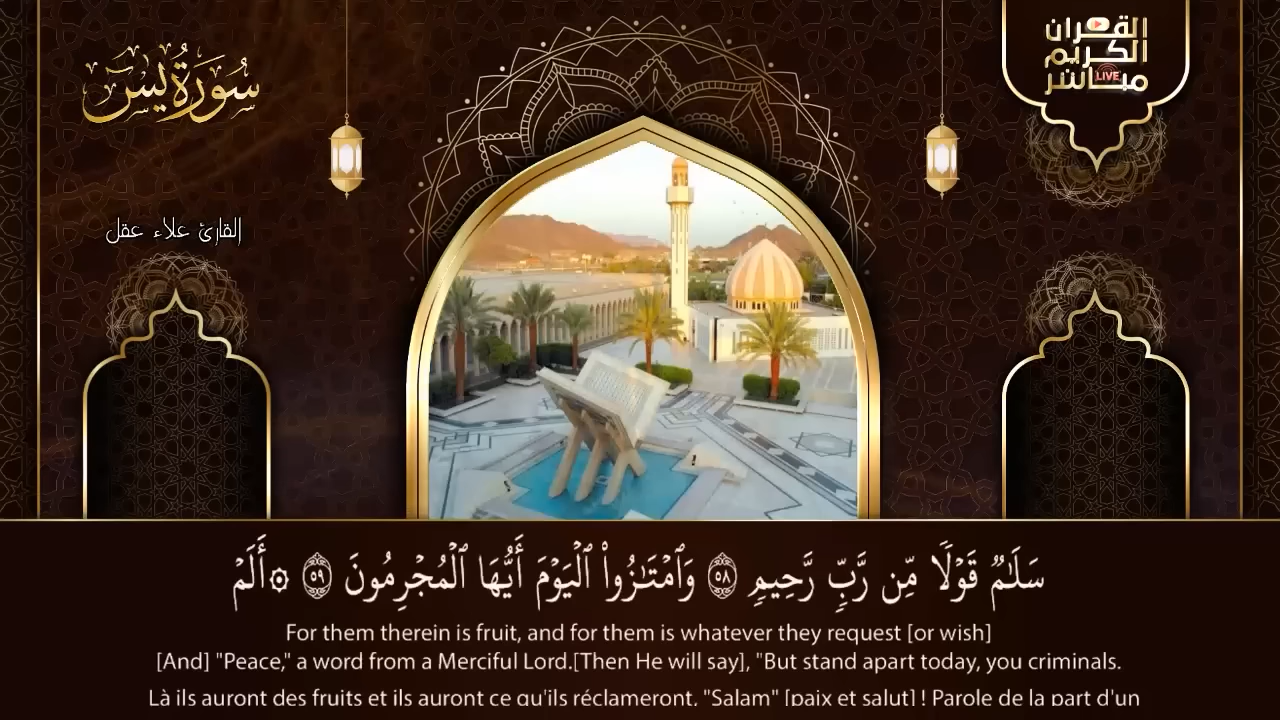 سُورَةُ يسٓ
القران
الكريم
مباشر
LIVE
القارئ علاء عقل
سَلَـٰمٌ قَوْلًا مِّن رَّبٍّ رَّحِيمٍ ٥٨ وَٱمْتَـٰزُوا۟ ٱلْيَوْمَ أَيُّهَا ٱلْمُجْرِمُونَ ٥٩ ۞ أَلَمْ
For them therein is fruit, and for them is whatever they request [or wish]
[And] "Peace," a word from a Merciful Lord.[Then He will say], "But stand apart today, you criminals.
Là ils auront des fruits et ils auront ce qu'ils réclameront, "Salam" [paix et salut] ! Parole de la part d'un